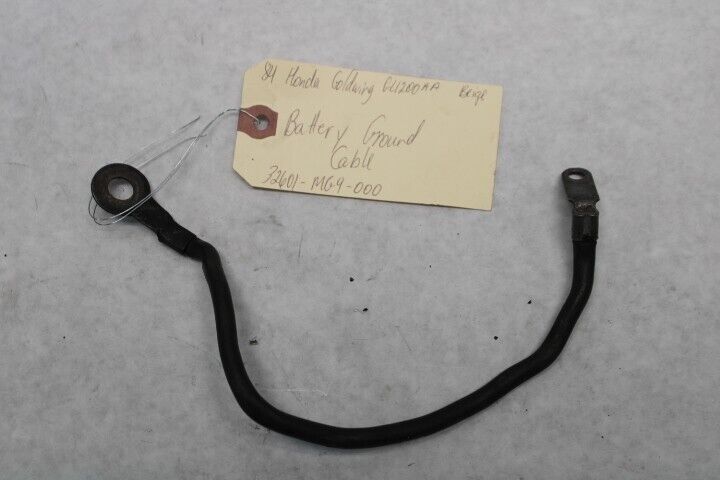 84 Honda Goldwing GL1200AA Beige
Battery Ground
Cable
32601-MG9-000